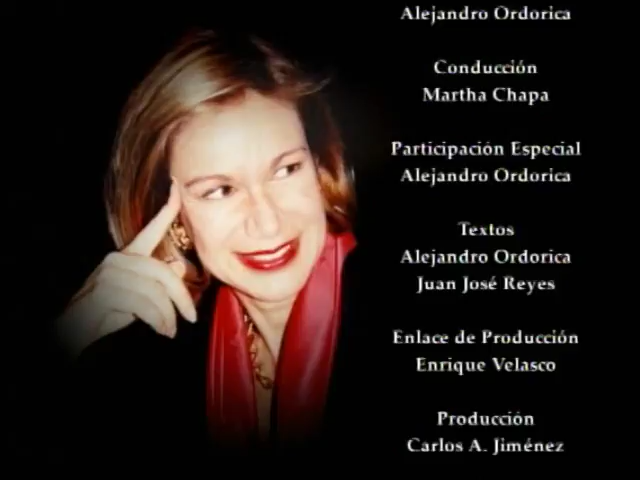 Alejandro Ordorica
Conducción
Martha Chapa
Participación Especial
Alejandro Ordorica
Textos
Alejandro Ordorica
Juan José Reyes
Enlace de Producción
Enrique Velasco
Producción
Carlos A. Jiménez